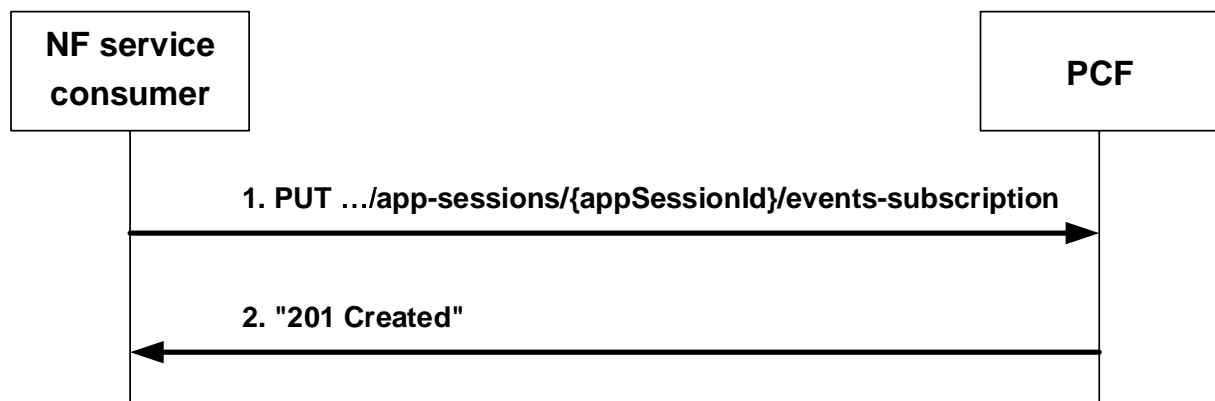 NF service
consumer
PCF
1. PUT …/app-sessions/{appSessionId}/events-subscription
2. "201 Created"